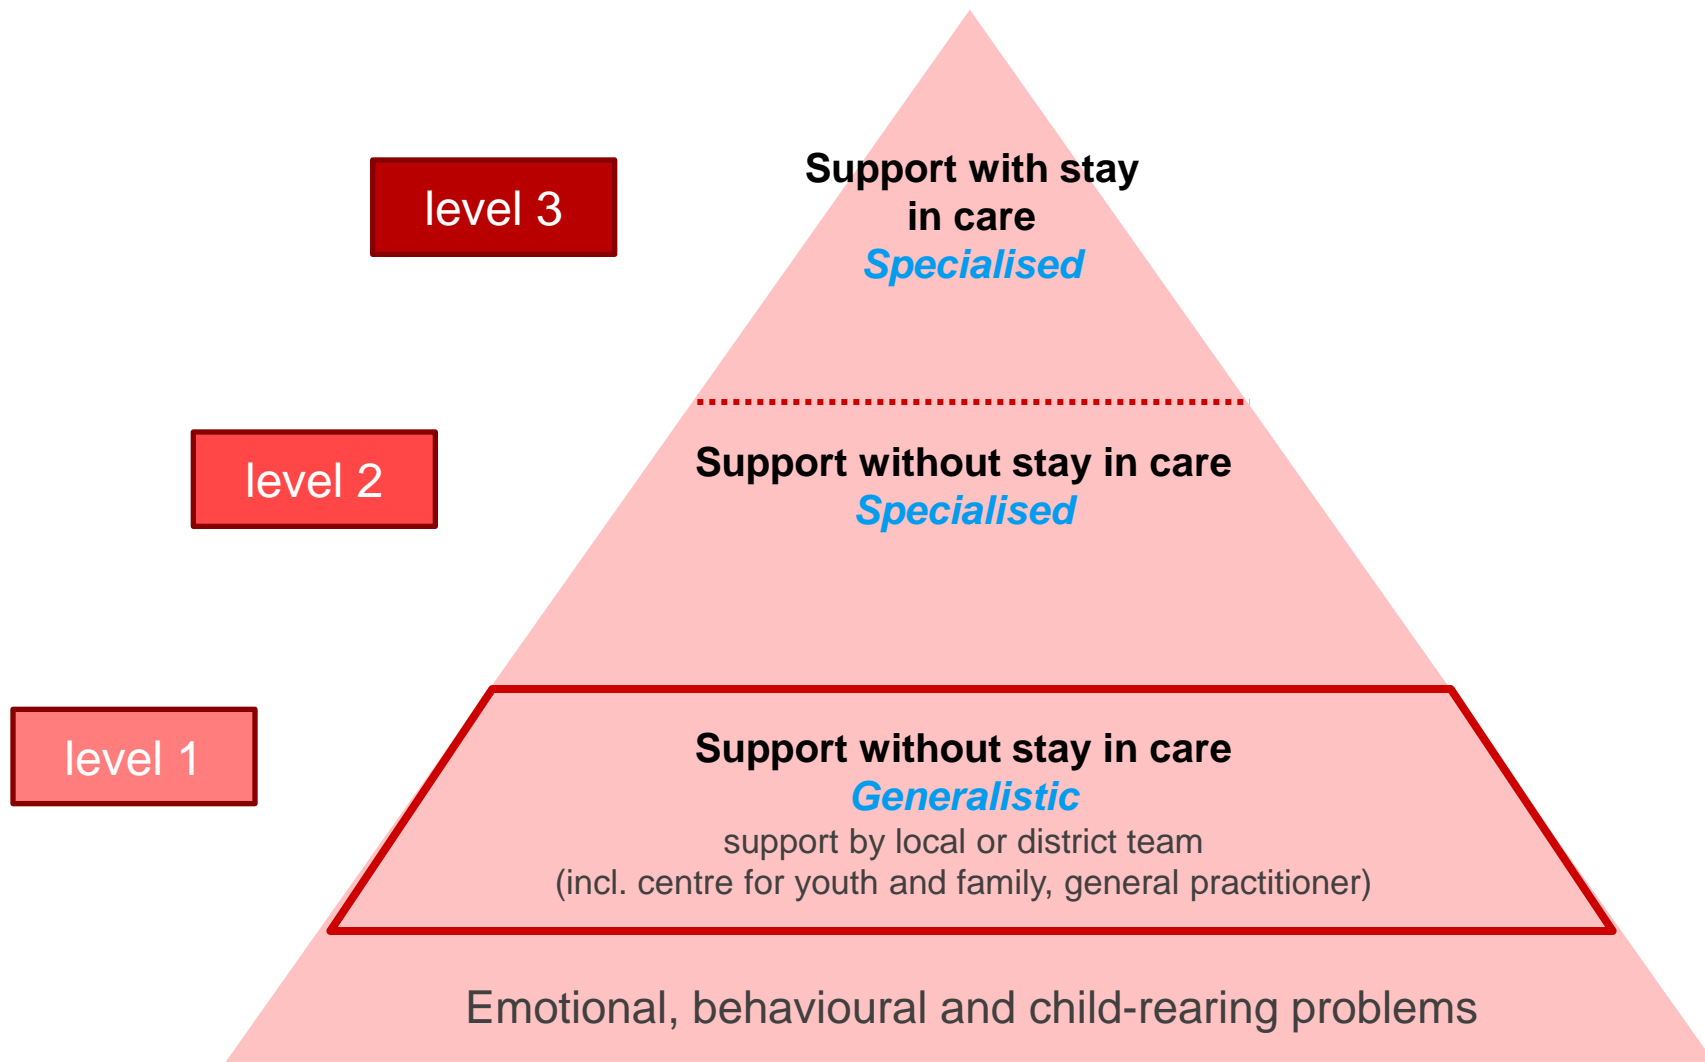 level 3
Support with stay
in care
Specialised
level 2
Support without stay in care
Specialised
level 1
Support without stay in care
Generalistic
support by local or district team
(incl. centre for youth and family, general practitioner)
Emotional, behavioural and child-rearing problems